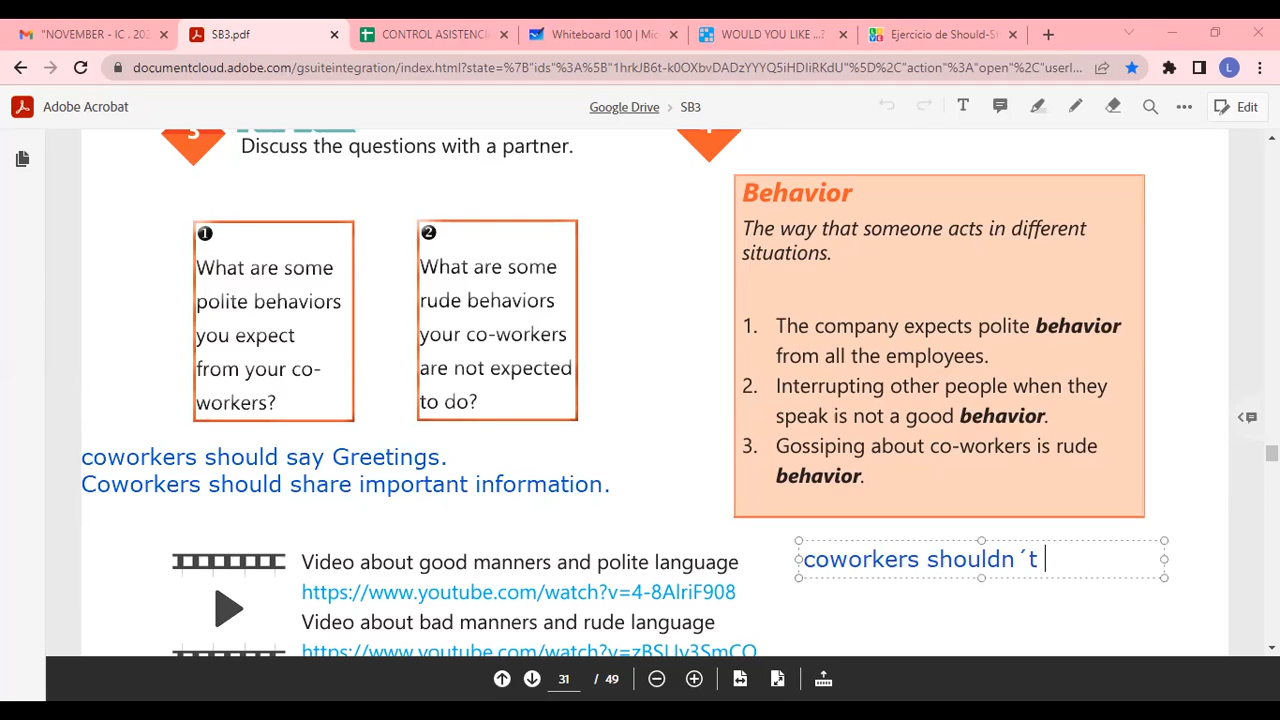 "NOVEMBER - IC . 202
SB3.pdf
CONTROL ASISTENCI
Whiteboard 100 | Mic
WOULD YOU LIKE ...?
Ejercicio de Should-Sh
documentcloud.adobe.com/gsuiteintegration/index.html?state=%7B"ids"%3A%5B"1hrkJB6t-k0OXbvDADzYYYQ5iHDIiRKdU"%5D%2C"action"%3A"open"%2C"userI...
L
Adobe Acrobat
Google Drive
SB3
T
Edit
3
Discuss the questions with a partner.
1
What are some
polite behaviors
you expect
from your co-
workers?
2
What are some
rude behaviors
your co-workers
are not expected
to do?
coworkers should say Greetings.
Coworkers should share important information.
Behavior
The way that someone acts in different
situations.
1. The company expects polite behavior
from all the employees.
2. Interrupting other people when they
speak is not a good behavior.
3. Gossiping about co-workers is rude
behavior.
coworkers shouldn´t
Video about good manners and polite language
https://www.youtube.com/watch?v=4-8AlriF908
Video about bad manners and rude language
https://www.youtube.com/watch?v=zBSUv3SmCO
31 / 49